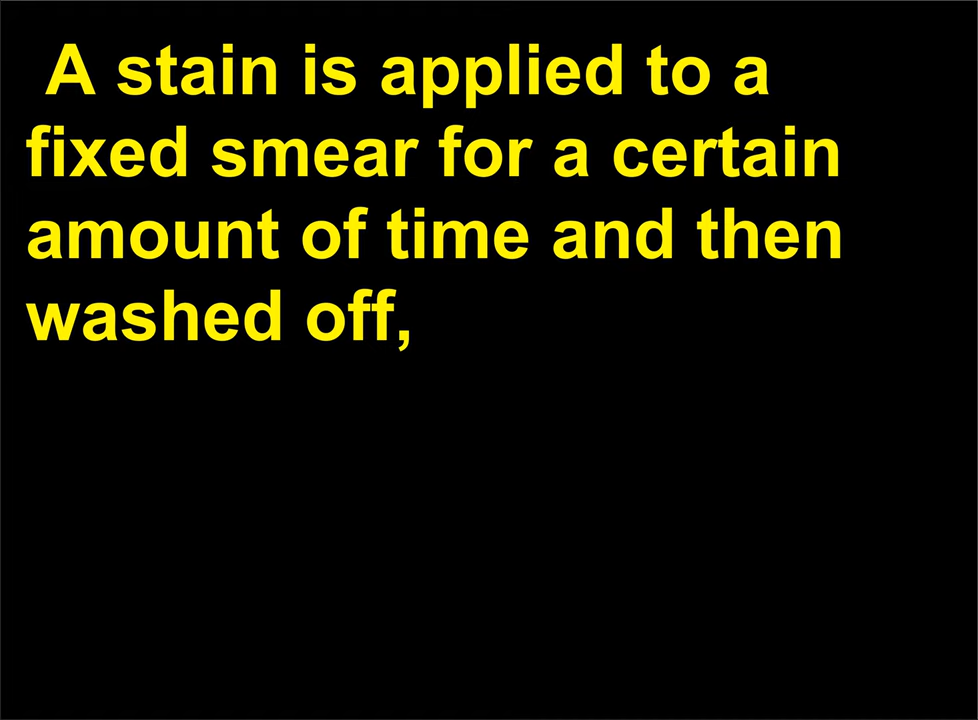 A stain is applied to a
fixed smear for a certain
amount of time and then
washed off,